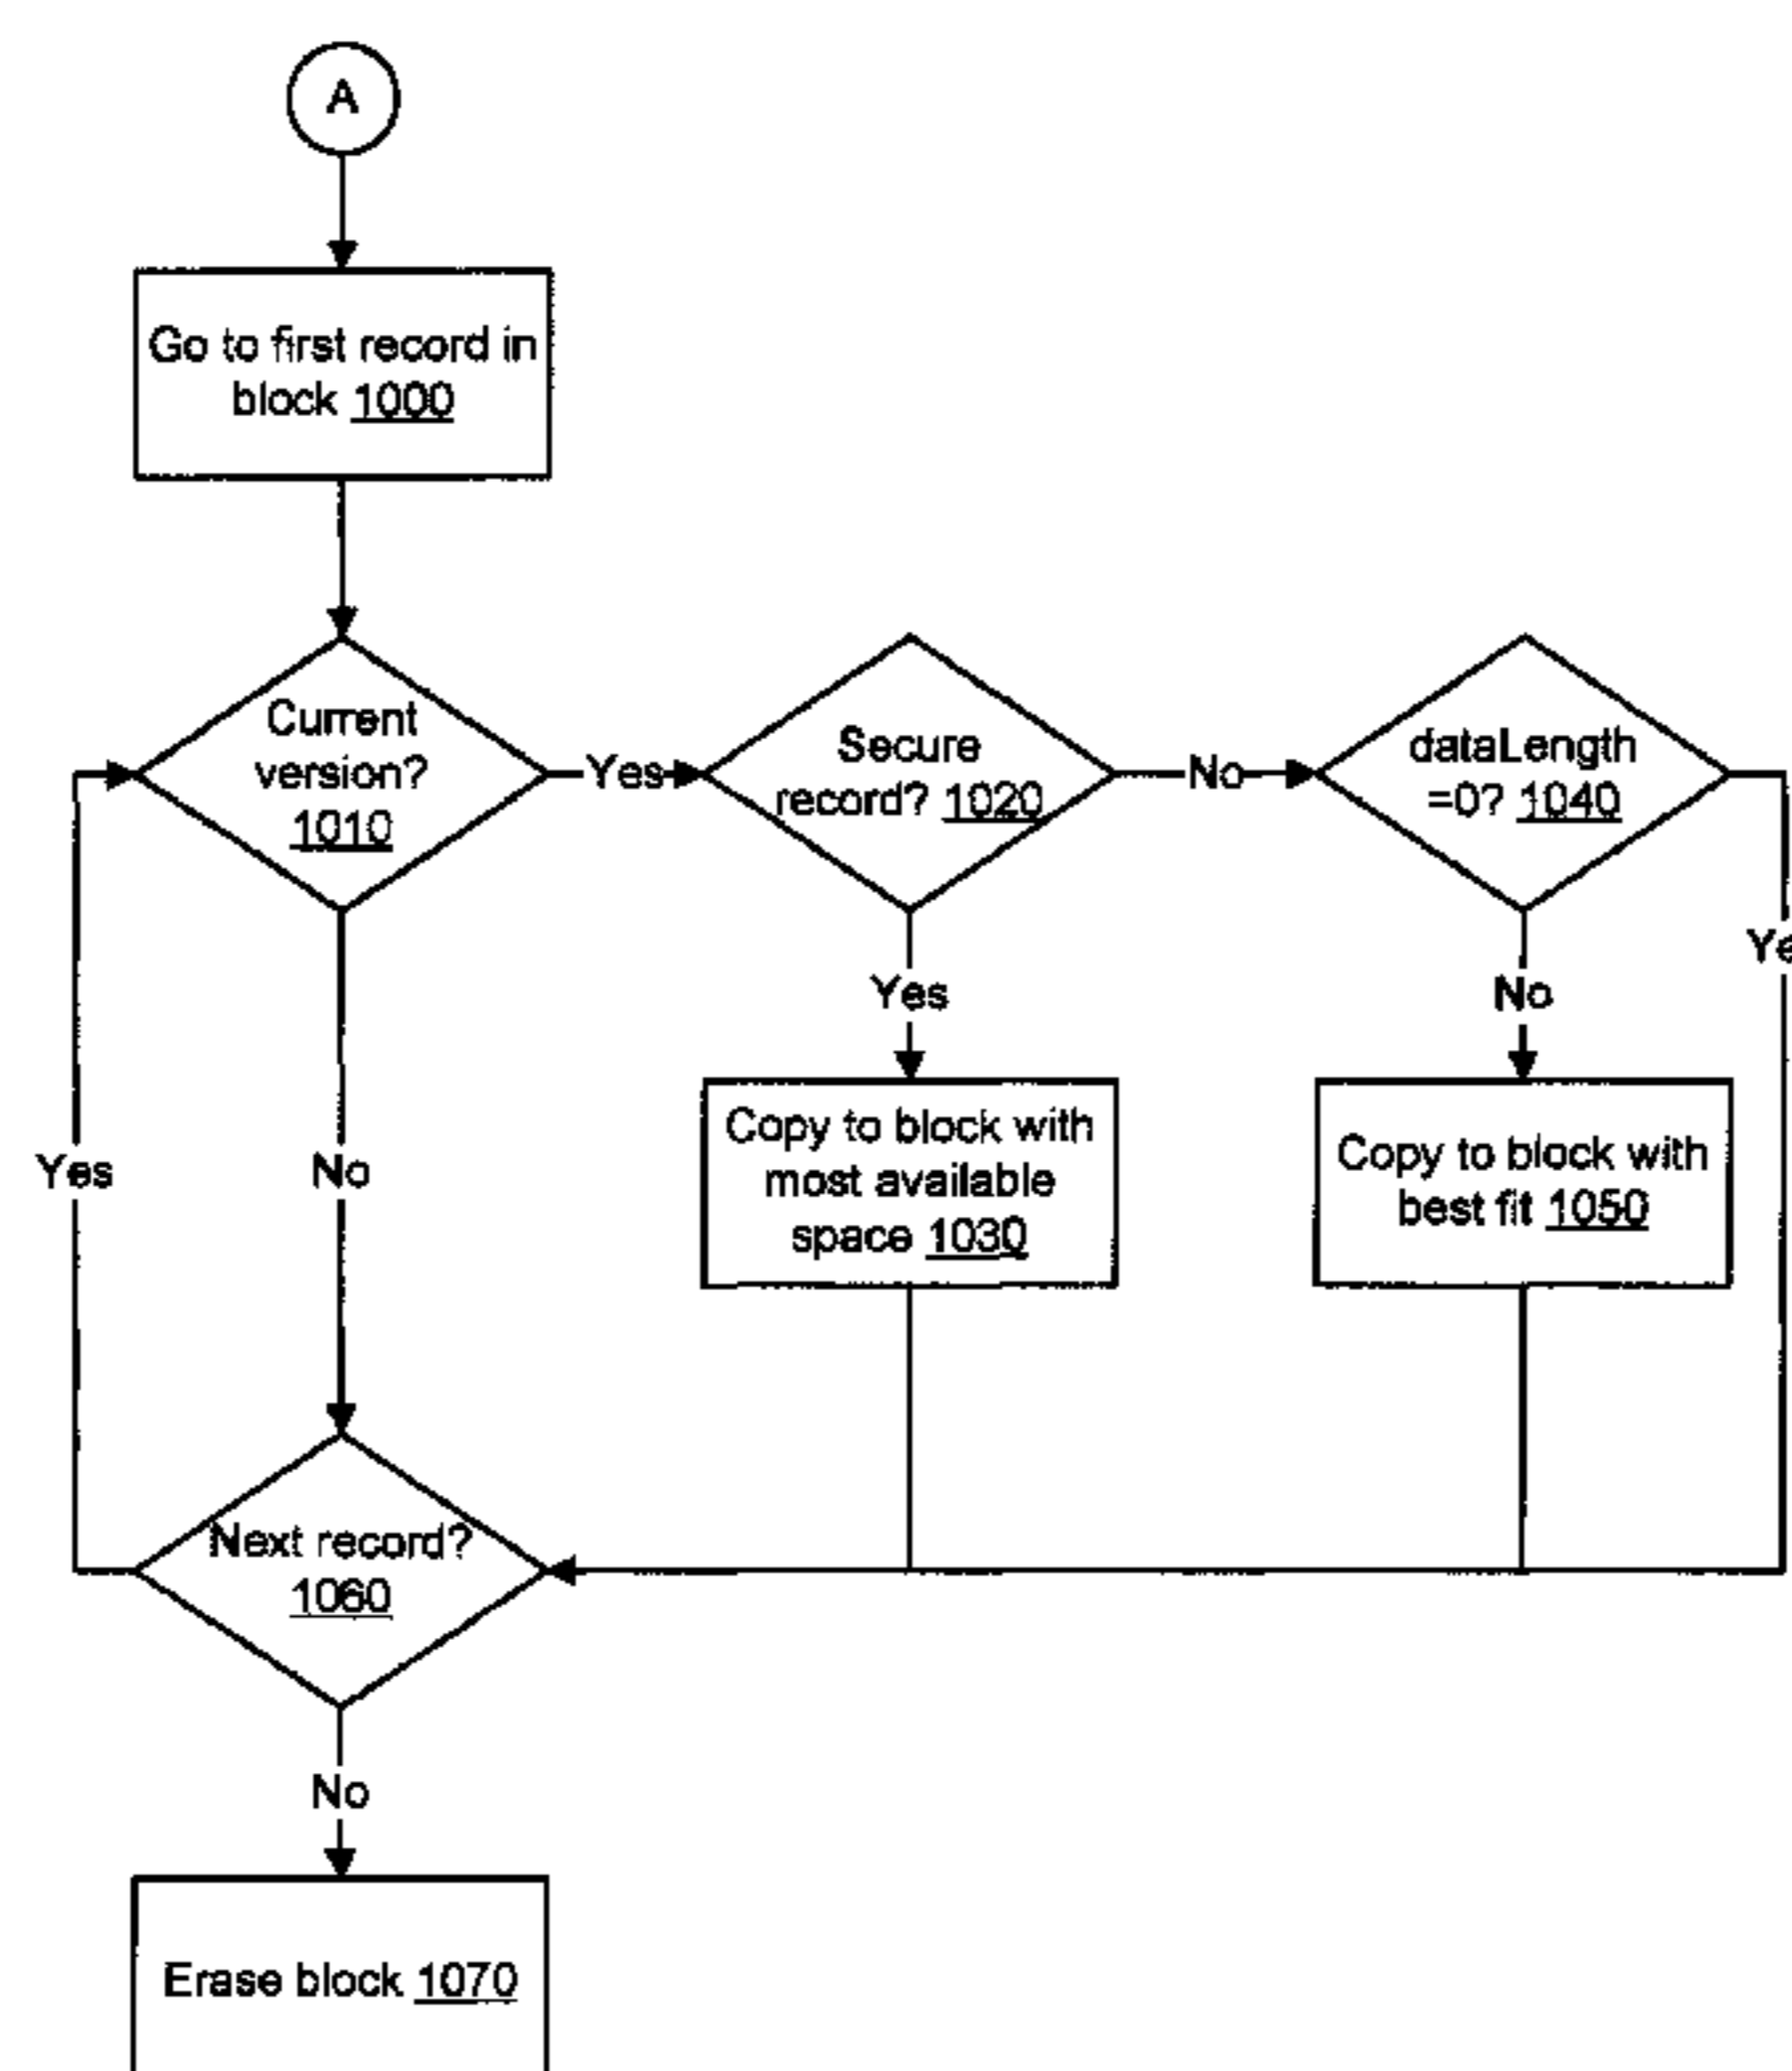 A
Go to first record in
block 1000
Current
version?
1010
Yes
Secure
record? 1020
No
dataLength
=0? 1040
Yes
No
Yes
No
Copy to block with
most available
space 1030
Copy to block with
best fit 1050
Next record?
1060
No
Erase block 1070